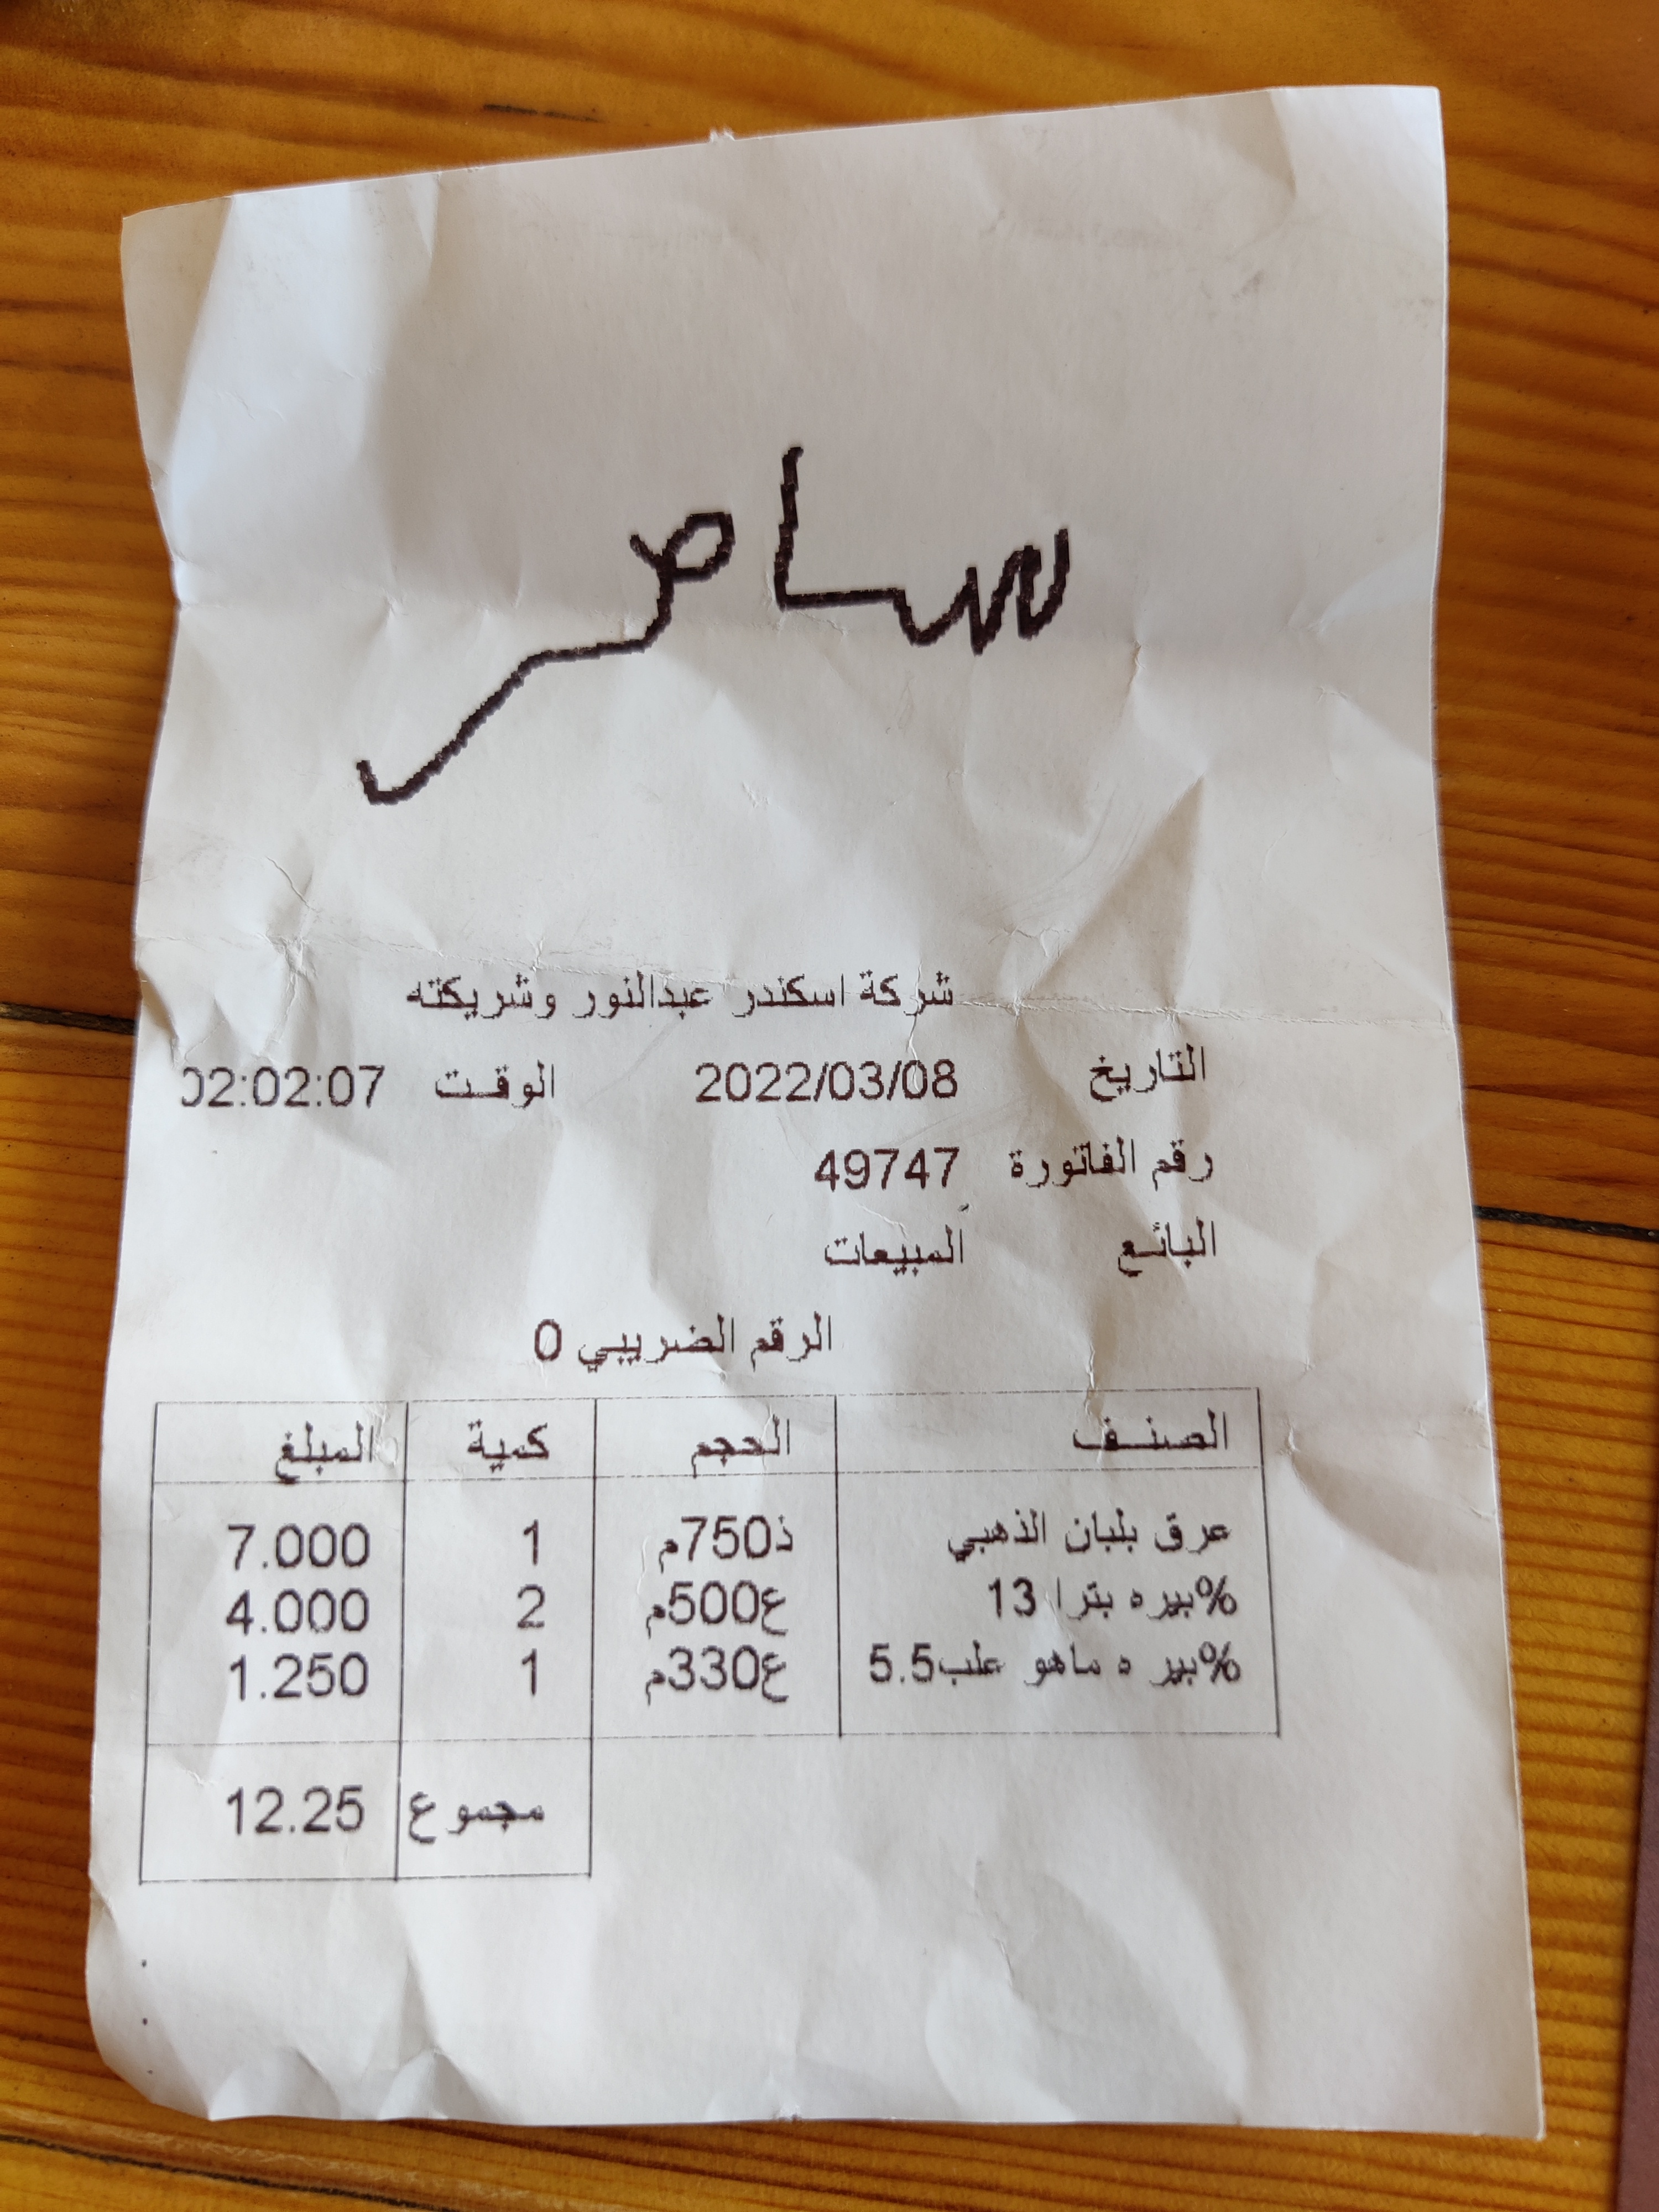 سامر
شركة اسكندر عبدالنور وشريكته
التاريخ 2022/03/08 الوقت 02:02:07
رقم الفاتورة 49747
البائع المبيعات
الرقم الضريبي 0
الصنف الحجم كمية المبلغ
عرق بلبان الذهبي ذ750م 1 7.000
%بيره بترا 13 ع500م 2 4.000
%بيره ماهو علب5.5 ع330م 1 1.250
مجموع 12.25